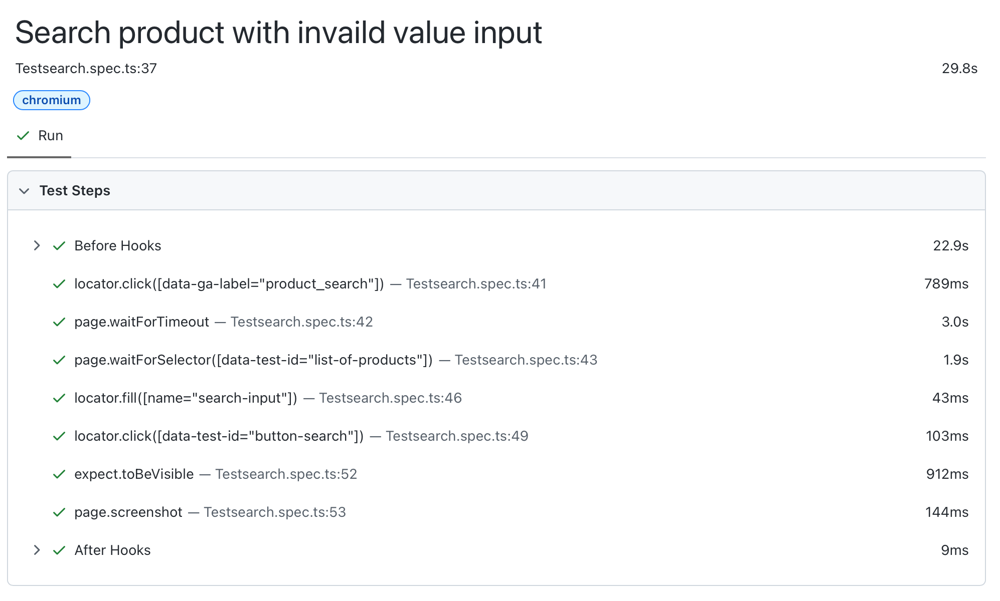 Search product with invaild value input
Testsearch.spec.ts:37 29.8s
chromium
Run
Test Steps
Before Hooks 22.9s
locator.click([data-ga-label="product_search"]) — Testsearch.spec.ts:41 789ms
page.waitForTimeout — Testsearch.spec.ts:42 3.0s
page.waitForSelector([data-test-id="list-of-products"]) — Testsearch.spec.ts:43 1.9s
locator.fill([name="search-input"]) — Testsearch.spec.ts:46 43ms
locator.click([data-test-id="button-search"]) — Testsearch.spec.ts:49 103ms
expect.toBeVisible — Testsearch.spec.ts:52 912ms
page.screenshot — Testsearch.spec.ts:53 144ms
After Hooks 9ms